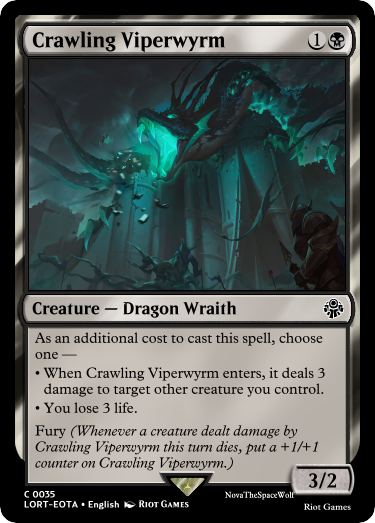 Crawling Viperwyrm 1
Creature — Dragon Wraith
As an additional cost to cast this spell, choose
one —
• When Crawling Viperwyrm enters, it deals 3
damage to target other creature you control.
• You lose 3 life.
Fury (Whenever a creature dealt damage by
Crawling Viperwyrm this turn dies, put a +1/+1
counter on Crawling Viperwyrm.)
3/2
C 0035
LORT-EOTA • English Riot Games
NovaTheSpaceWolf
Riot Games